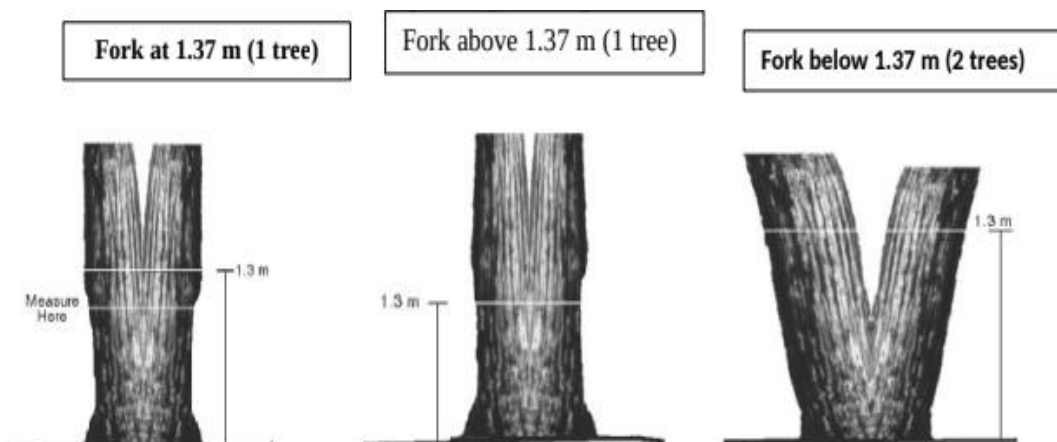 Fork at 1.37 m (1 tree)
Fork above 1.37 m (1 tree)
Fork below 1.37 m (2 trees)
1.3 m
Measure
Here
1.3 m
1.3 m